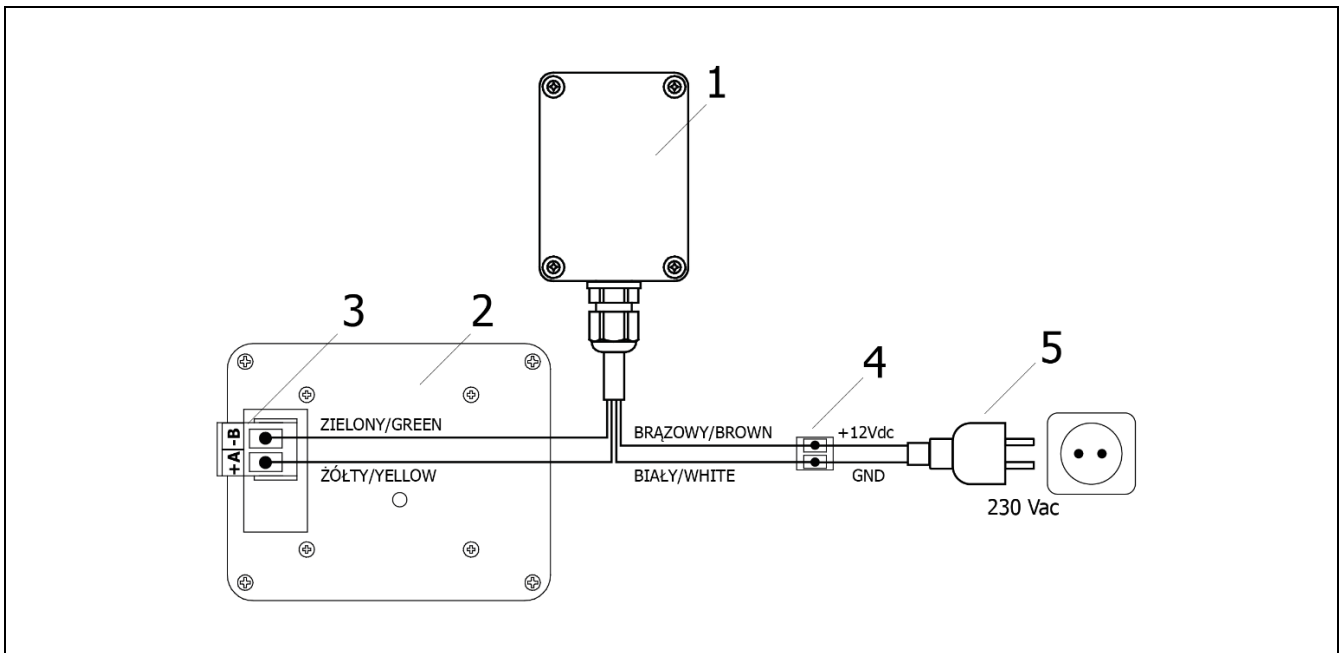 1
3
2
4
5
ZIELONY/GREEN
BRĄZOWY/BROWN
+12Vdc
+A -B
ŻÓŁTY/YELLOW
BIAŁY/WHITE
GND
230 Vac